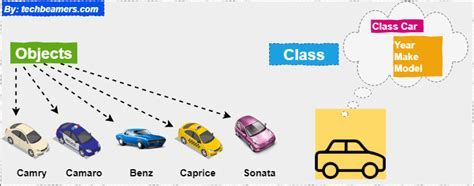 By: techbeamers.com
Class Car
Year
Make
Model
Objects
Class
Camry Camaro Benz Caprice Sonata